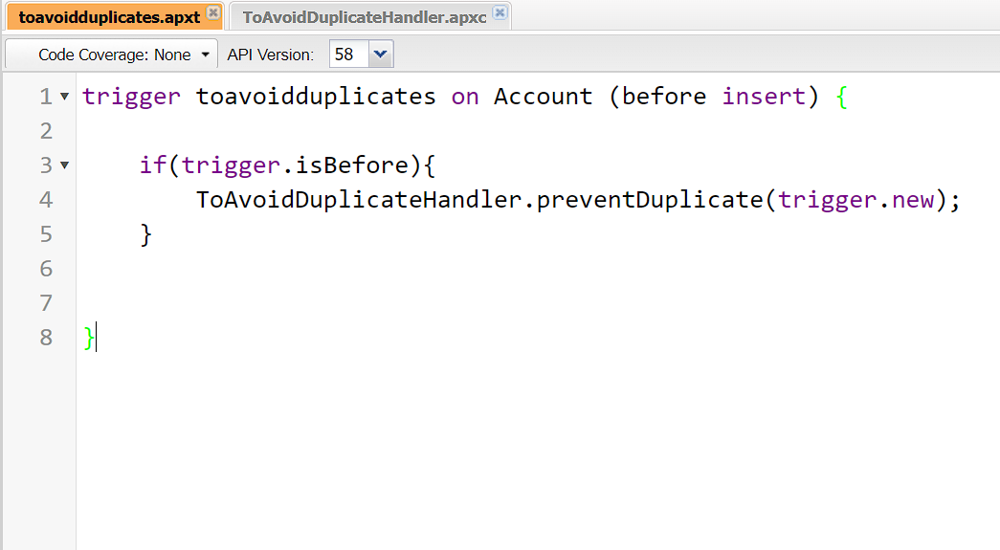 toavoidduplicates.apxt ToAvoidDuplicateHandler.apxc
Code Coverage: None API Version: 58
1 trigger toavoidduplicates on Account (before insert) {
2
3 if(trigger.isBefore){
4 ToAvoidDuplicateHandler.preventDuplicate(trigger.new);
5 }
6
7
8 }